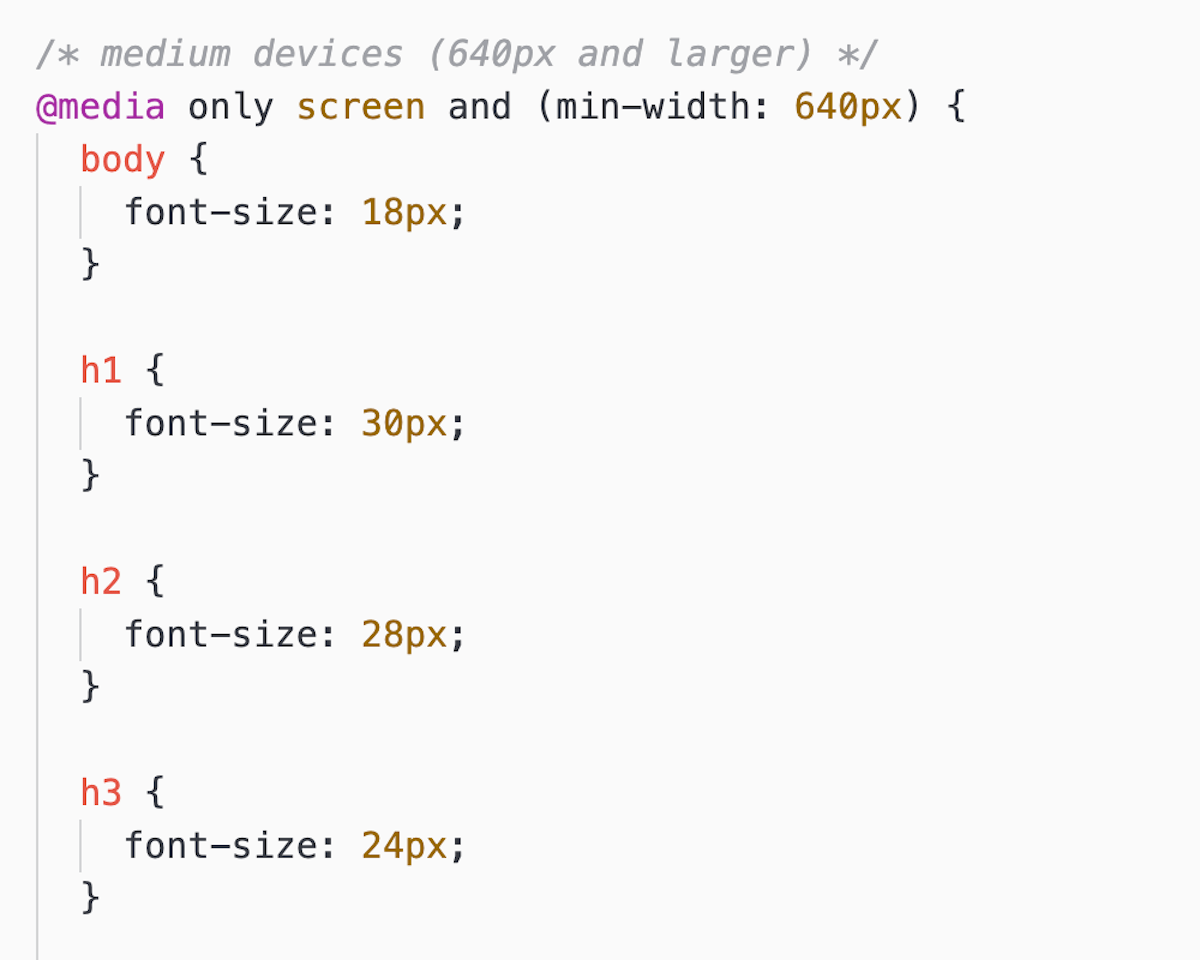 /* medium devices (640px and larger) */
@media only screen and (min-width: 640px) {
body {
font-size: 18px;
}
h1 {
font-size: 30px;
}
h2 {
font-size: 28px;
}
h3 {
font-size: 24px;
}